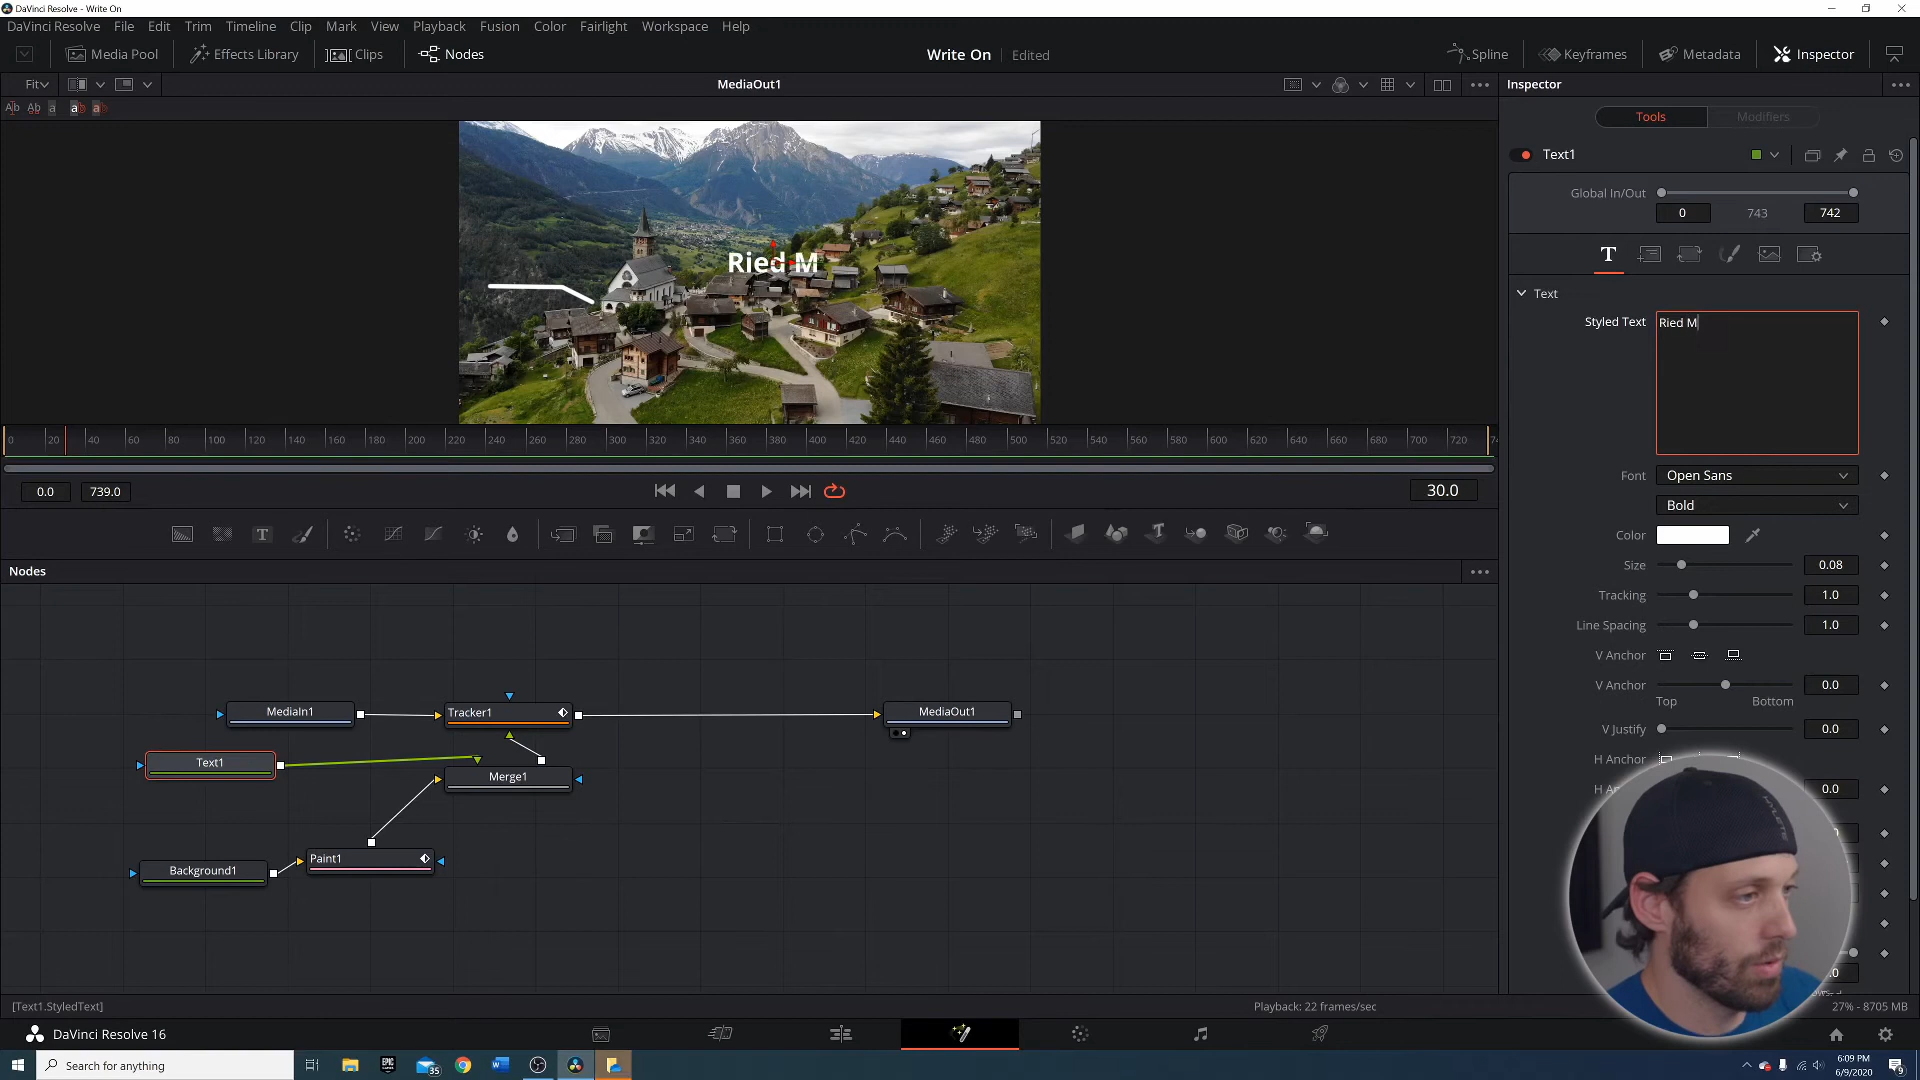 DaVinci Resolve - Write On
DaVinci Resolve File Edit Trim Timeline Clip Mark View Playback Fusion Color Fairlight Workspace Help
Media Pool Effects Library Clips Nodes Write On Edited Spline Keyframes Metadata Inspector
Fit MediaOut1 Inspector
Tools Modifiers
Text1
Global In/Out
0 743 742
Text
Styled Text Ried M
Ried M
0 20 40 60 80 100 120 140 160 180 200 220 240 260 280 300 320 340 360 380 400 420 440 460 480 500 520 540 560 580 600 620 640 660 680 700 720
0.0 739.0 30.0
Font Open Sans
Bold
Color
Size 0.08
Tracking 1.0
Line Spacing 1.0
V Anchor
V Anchor 0.0
Top Bottom
V Justify 0.0
H Anchor
0.0
Nodes
MediaIn1 Tracker1 MediaOut1
Text1 Merge1
Background1 Paint1
[Text1.StyledText] Playback: 22 frames/sec 27% - 8705 MB
DaVinci Resolve 16
Search for anything
35
6:09 PM
6/9/2020
9